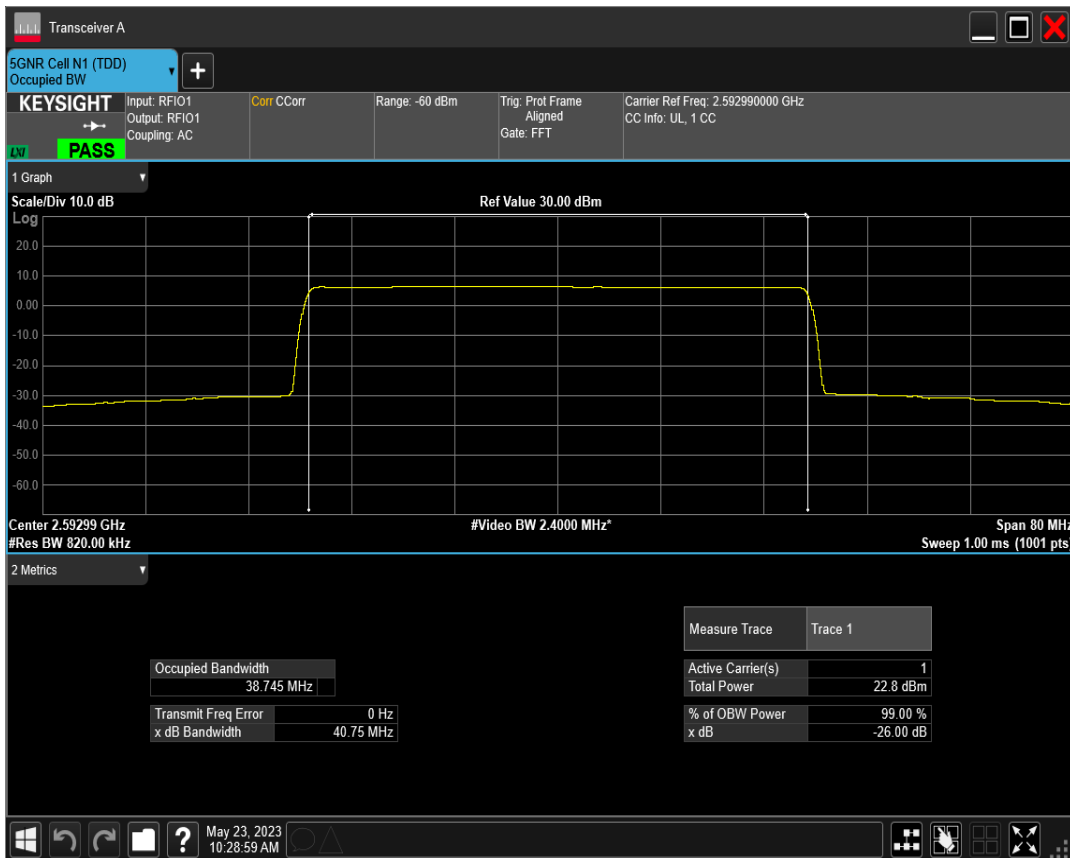 Transceiver A
5GNR Cell N1 (TDD)
Occupied BW
+
KEYSIGHT
LXI
PASS
Input: RFIO1
Output: RFIO1
Coupling: AC
Corr CCorr
Range: -60 dBm
Trig: Prot Frame
Aligned
Gate: FFT
Carrier Ref Freq: 2.592990000 GHz
CC Info: UL, 1 CC
1 Graph
Scale/Div 10.0 dB
Ref Value 30.00 dBm
Log
20.0
10.0
0.00
-10.0
-20.0
-30.0
-40.0
-50.0
-60.0
Center 2.59299 GHz
#Video BW 2.4000 MHz*
Span 80 MHz
#Res BW 820.00 kHz
Sweep 1.00 ms (1001 pts)
2 Metrics
Measure Trace Trace 1
Occupied Bandwidth
38.745 MHz
Active Carrier(s) 1
Total Power 22.8 dBm
Transmit Freq Error 0 Hz
x dB Bandwidth 40.75 MHz
% of OBW Power 99.00 %
x dB -26.00 dB
?
May 23, 2023
10:28:59 AM